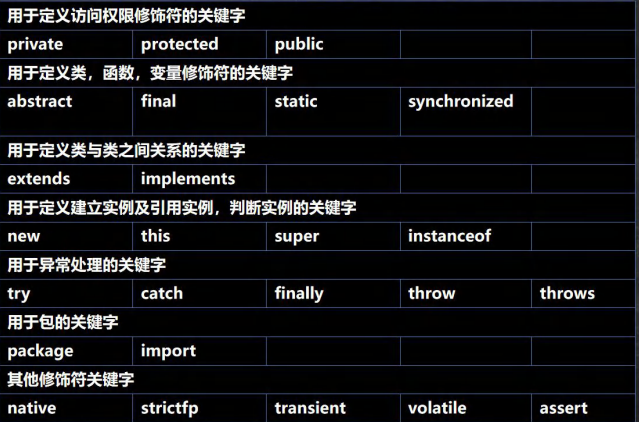 用于定义访问权限修饰符的关键字
private protected public
用于定义类，函数，变量修饰符的关键字
abstract final static synchronized
用于定义类与类之间关系的关键字
extends implements
用于定义建立实例及引用实例，判断实例的关键字
new this super instanceof
用于异常处理的关键字
try catch finally throw throws
用于包的关键字
package import
其他修饰符关键字
native strictfp transient volatile assert